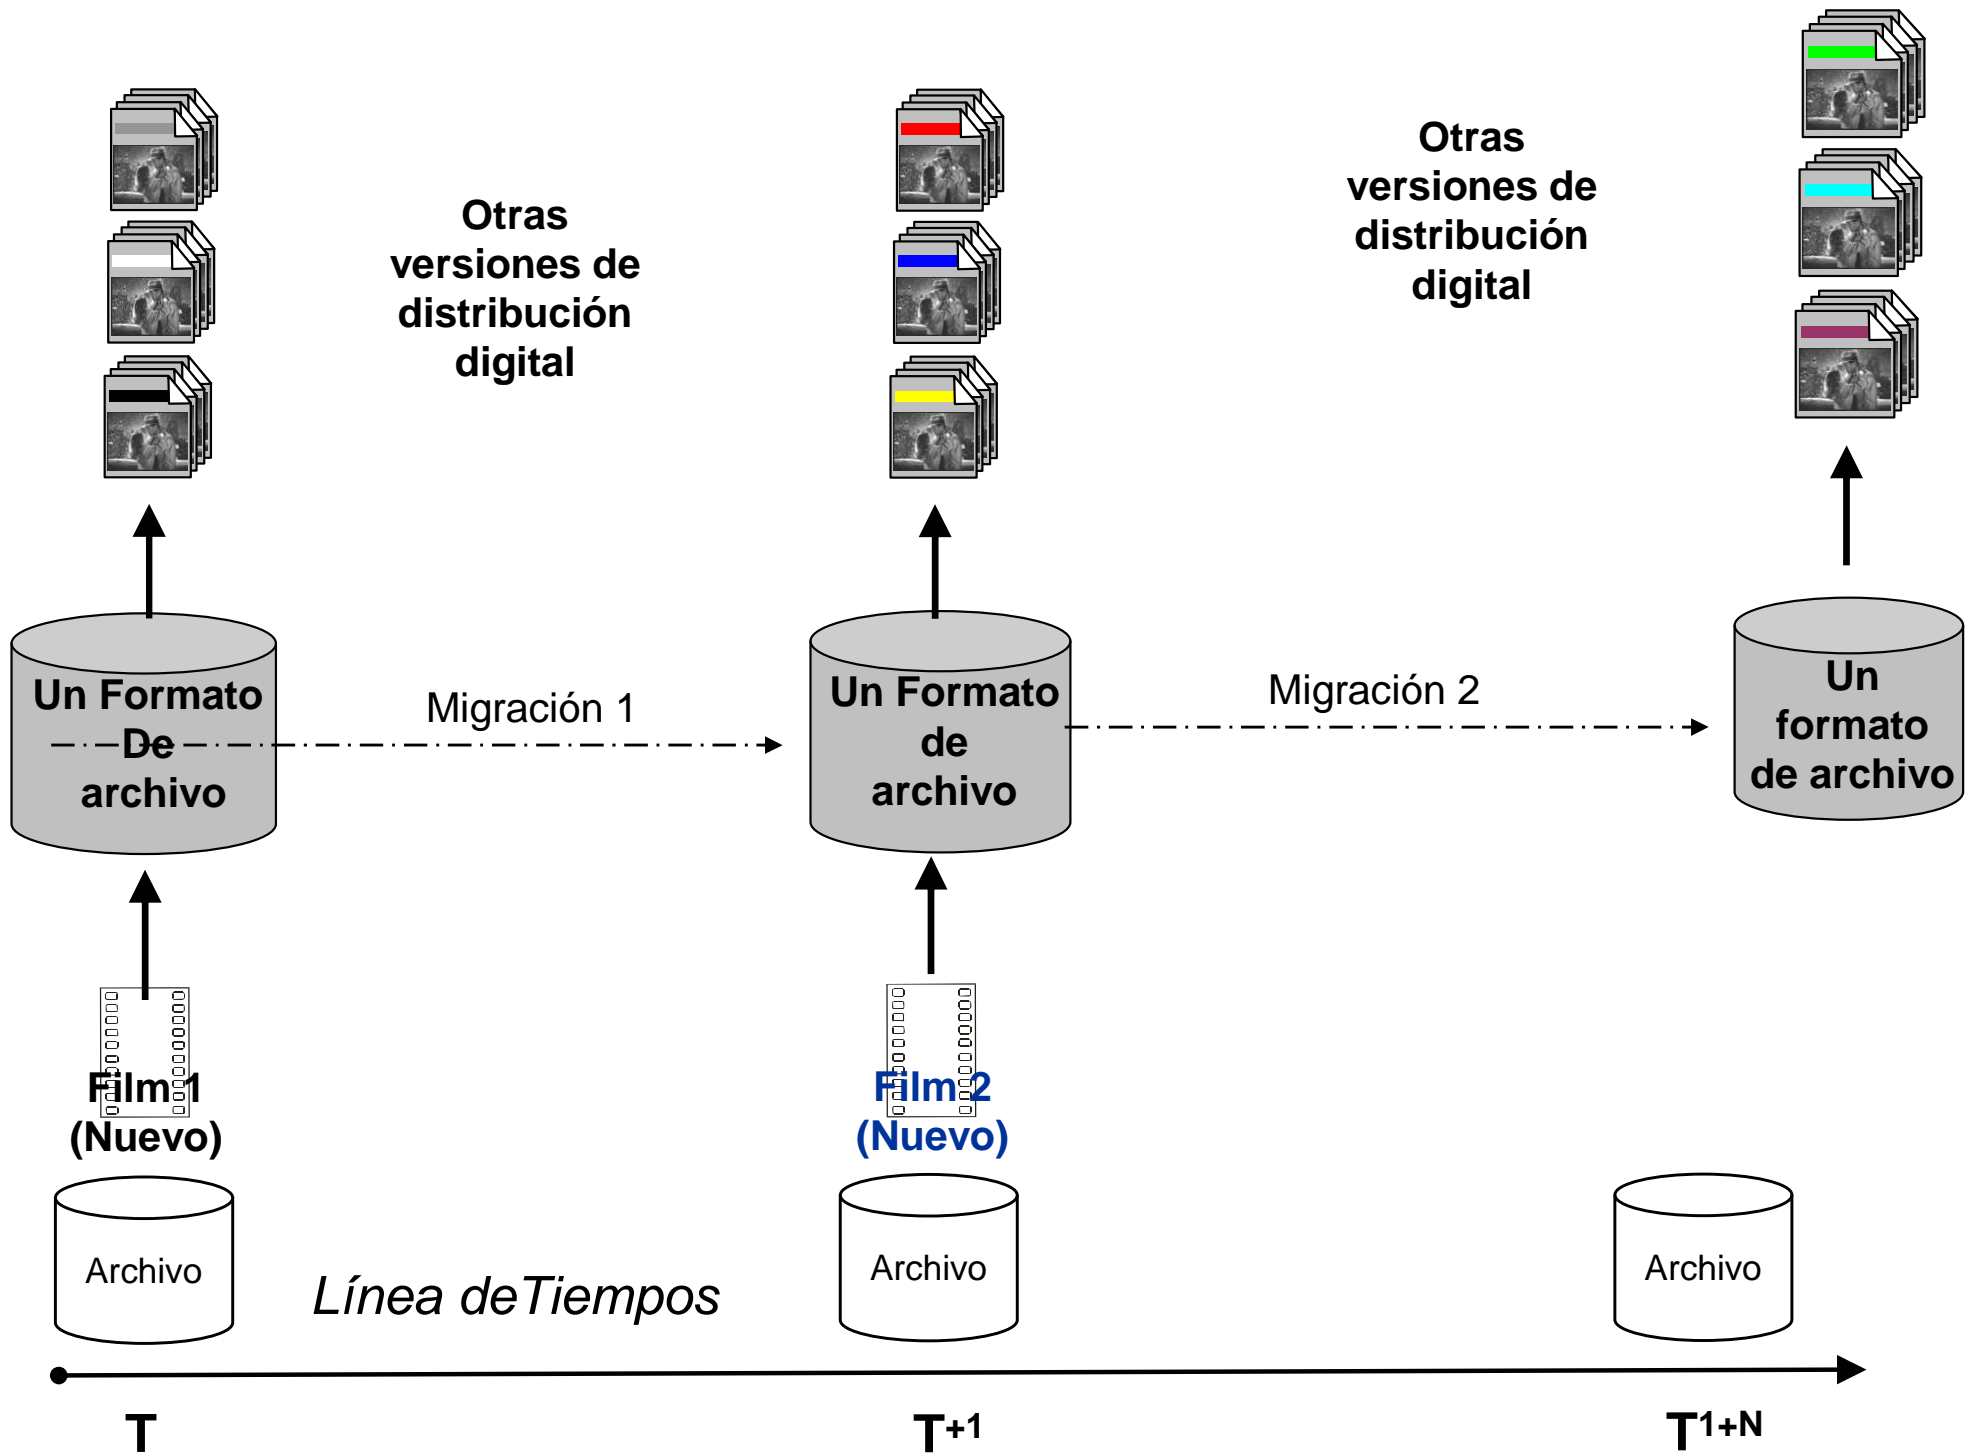 Otras
versiones de
distribución
digital
Otras
versiones de
distribución
digital
Un Formato
De
archivo
Migración 1
Un Formato
de
archivo
Migración 2
Un
formato
de archivo
Film 1
(Nuevo)
Film 2
(Nuevo)
Archivo
Línea deTiempos
Archivo
Archivo
T
T+1
T1+N